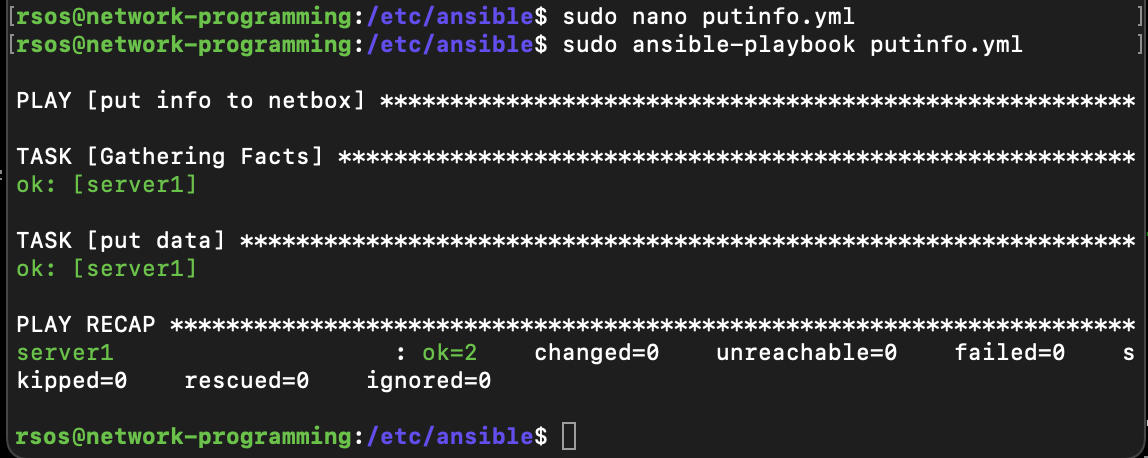 [rsos@network-programming:/etc/ansible$ sudo nano putinfo.yml ]
[rsos@network-programming:/etc/ansible$ sudo ansible-playbook putinfo.yml ]
PLAY [put info to netbox] ******************************************************
TASK [Gathering Facts] *********************************************************
ok: [server1]
TASK [put data] ****************************************************************
ok: [server1]
PLAY RECAP *********************************************************************
server1                    : ok=2    changed=0    unreachable=0    failed=0    s
kipped=0    rescued=0    ignored=0
rsos@network-programming:/etc/ansible$